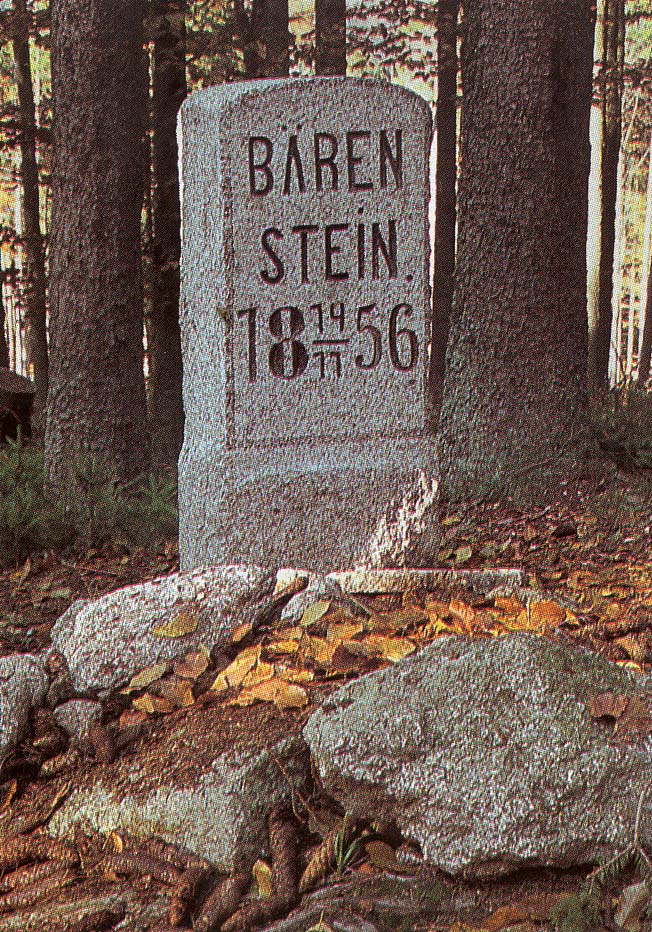 BÄREN
STEIN.
18 14/11 56